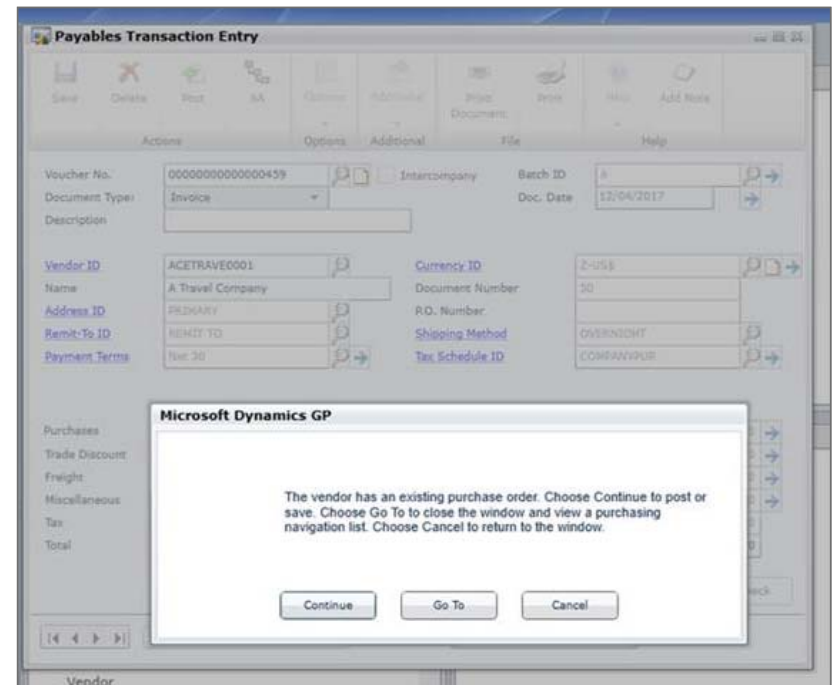 Payables Transaction Entry
Save Delete Post AA Options Additional Print Document Print Help Add Note
Actions Options Additional File Help
Voucher No. 00000000000000459 Intercompany Batch ID
Document Type: Invoice Doc. Date 12/04/2017
Description
Vendor ID ACETRAVE0001 Currency ID Z-US$
Name A Travel Company Document Number 50
Address ID PRIMARY P.O. Number
Remit-To ID REMIT TO Shipping Method OVERNIGHT
Payment Terms Net 30 Tax Schedule ID COMPANYPUR
Purchases
Trade Discount
Freight
Miscellaneous
Tax
Total
Microsoft Dynamics GP
The vendor has an existing purchase order. Choose Continue to post or
save. Choose Go To to close the window and view a purchasing
navigation list. Choose Cancel to return to the window.
Continue Go To Cancel
Vendor